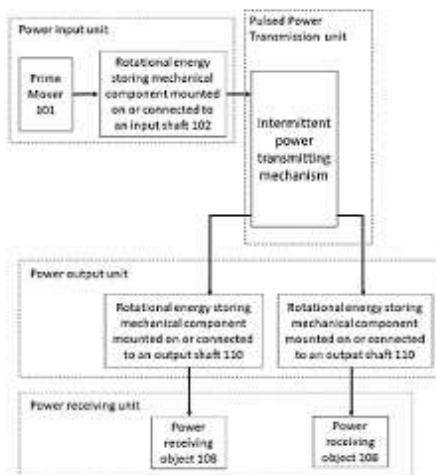 Power input unit
Pulsed Power
Transmission unit
Prime
Mover
101
Rotational energy
storing mechanical
component mounted
on or connected to
an input shaft 102
Intermittent
power
transmitting
mechanism
Power output unit
Rotational energy storing
mechanical component
mounted on or connected
to an output shaft 110
Rotational energy storing
mechanical component
mounted on or connected
to an output shaft 110
Power receiving unit
Power
receiving
object 108
Power
receiving
object 108